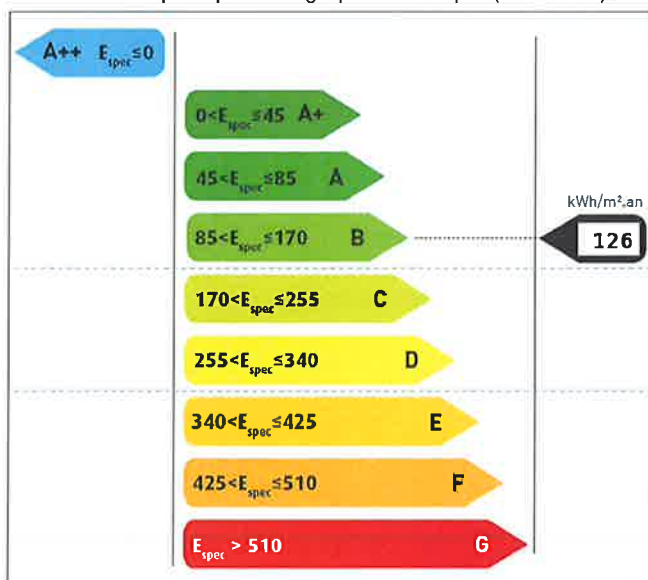 A++ Espec ≤0
0<Espec ≤45 A+
45<Espec ≤85 A
kWh/m².an
85<Espec ≤170 B
126
170<Espec ≤255 C
255<Espec ≤340 D
340<Espec ≤425 E
425<Espec ≤510 F
Espec > 510 G